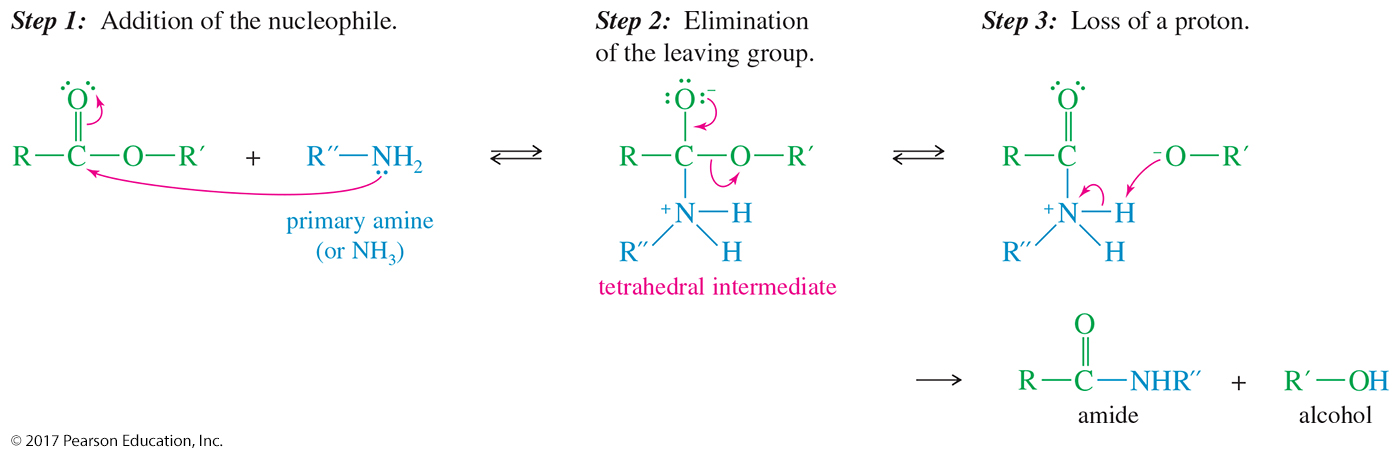 Step 1: Addition of the nucleophile.
Step 2: Elimination
of the leaving group.
Step 3: Loss of a proton.
O
R—C—O—R′ + R″—NH₂
primary amine
(or NH₃)
:O:⁻
R—C—O—R′
⁺N—H
R″ H
tetrahedral intermediate
O
R—C ⁻O—R′
⁺N—H
R″ H
O
R—C—NHR″ + R′—OH
amide alcohol
© 2017 Pearson Education, Inc.